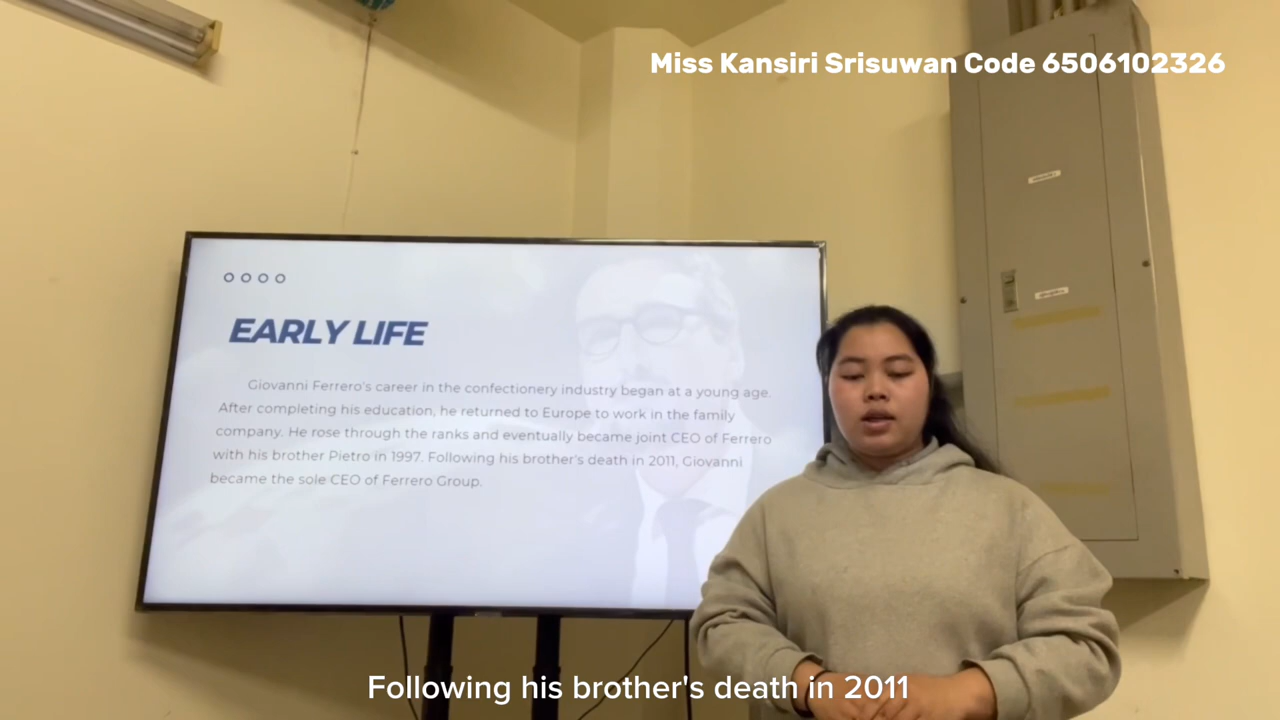 Miss Kansiri Srisuwan Code 6506102326
EARLY LIFE
Giovanni Ferrero's career in the confectionery industry began at a young age.
After completing his education, he returned to Europe to work in the family
company. He rose through the ranks and eventually became joint CEO of Ferrero
with his brother Pietro in 1997. Following his brother's death in 2011, Giovanni
became the sole CEO of Ferrero Group.
Following his brother's death in 2011